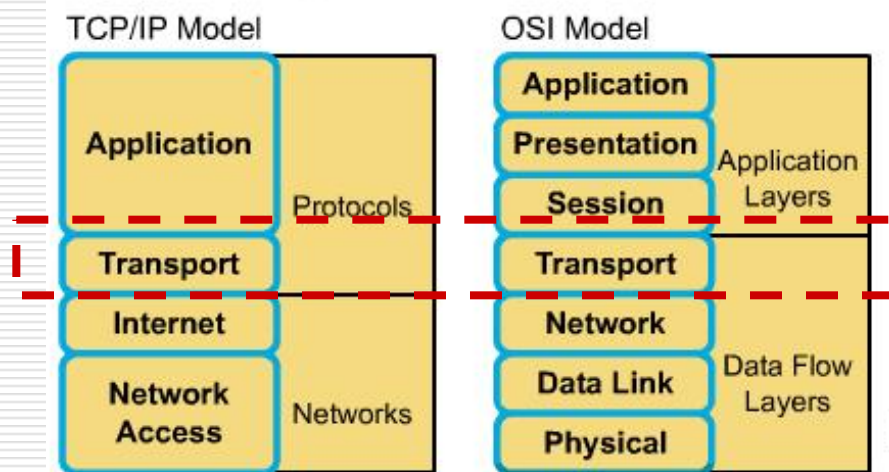 TCP/IP Model
Application
Transport
Internet
Network
Access
Protocols
Networks
OSI Model
Application
Presentation
Session
Transport
Network
Data Link
Physical
Application
Layers
Data Flow
Layers